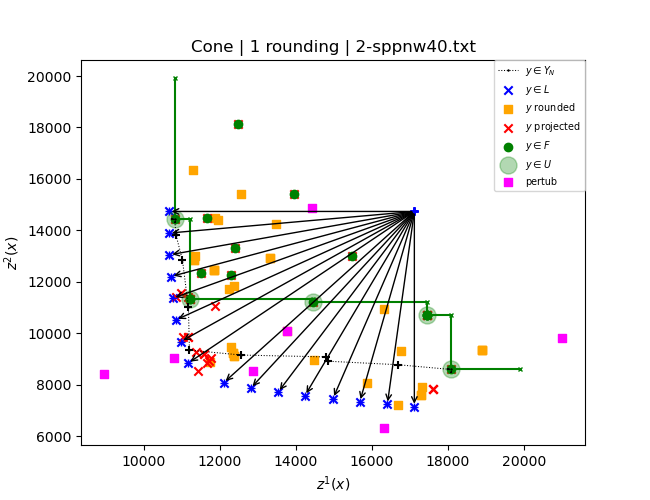 Cone | 1 rounding | 2-sppnw40.txt
20000
18000
16000
14000
12000
10000
8000
6000
z²(x)
y ∈ Y_N
y ∈ L
y rounded
y projected
y ∈ F
y ∈ U
pertub
10000 12000 14000 16000 18000 20000
z¹(x)